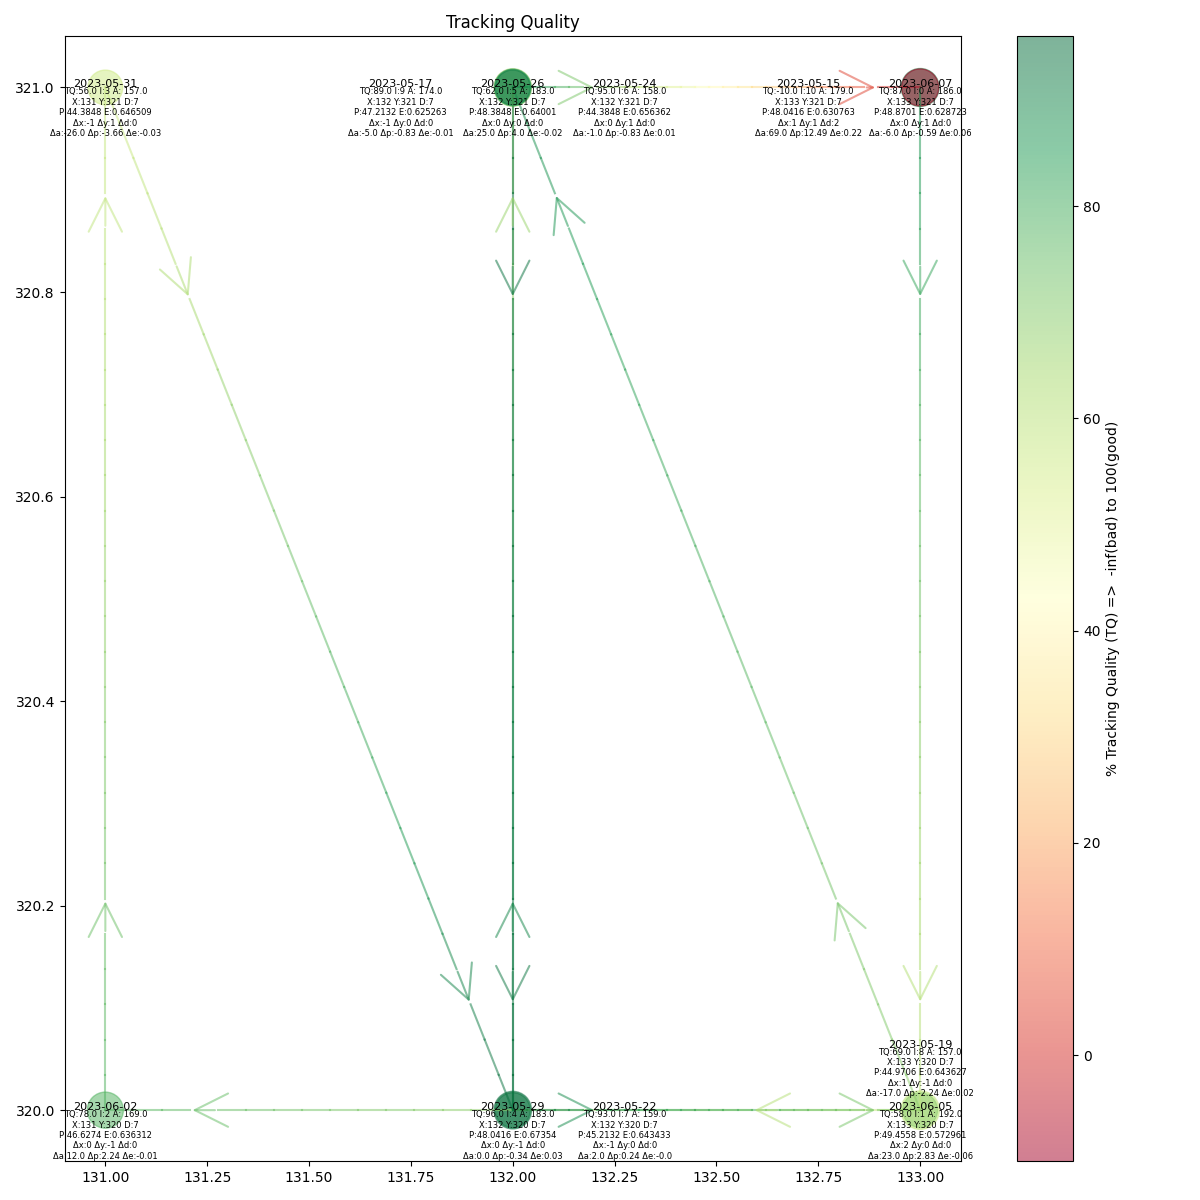 Tracking Quality
2023-05-31
TQ:56.0 I:3 A: 157.0
X:131 Y:321 D:7
P:44.3848 E:0.646509
Δx:-1 Δy:1 Δd:0
Δa:-26.0 Δp:-3.66 Δe:-0.03
2023-05-17
TQ:89.0 I:9 A: 174.0
X:132 Y:321 D:7
P:47.2132 E:0.625263
Δx:-1 Δy:0 Δd:0
Δa:-5.0 Δp:-0.83 Δe:-0.01
2023-05-26
TQ:62.0 I:5 A: 183.0
X:132 Y:321 D:7
P:48.3848 E:0.64001
Δx:0 Δy:0 Δd:0
Δa:25.0 Δp:4.0 Δe:-0.02
2023-05-24
TQ:95.0 I:6 A: 158.0
X:132 Y:321 D:7
P:44.3848 E:0.656362
Δx:0 Δy:1 Δd:0
Δa:-1.0 Δp:-0.83 Δe:0.01
2023-05-15
TQ:-10.0 I:10 A: 179.0
X:133 Y:321 D:7
P:48.0416 E:0.630763
Δx:1 Δy:1 Δd:2
Δa:69.0 Δp:12.49 Δe:0.22
2023-06-07
TQ:87.0 I:0 A: 186.0
X:133 Y:321 D:7
P:48.8701 E:0.628723
Δx:0 Δy:1 Δd:0
Δa:-6.0 Δp:-0.59 Δe:0.06
2023-05-19
TQ:69.0 I:8 A: 157.0
X:133 Y:320 D:7
P:44.9706 E:0.643627
Δx:1 Δy:-1 Δd:0
Δa:-17.0 Δp:-2.24 Δe:0.02
2023-06-02
TQ:78.0 I:2 A: 169.0
X:131 Y:320 D:7
P:46.6274 E:0.636312
Δx:0 Δy:-1 Δd:0
Δa:12.0 Δp:2.24 Δe:-0.01
2023-05-29
TQ:96.0 I:4 A: 183.0
X:132 Y:320 D:7
P:48.0416 E:0.67354
Δx:0 Δy:-1 Δd:0
Δa:0.0 Δp:-0.34 Δe:0.03
2023-05-22
TQ:93.0 I:7 A: 159.0
X:132 Y:320 D:7
P:45.2132 E:0.643433
Δx:-1 Δy:0 Δd:0
Δa:2.0 Δp:0.24 Δe:-0.0
2023-06-05
TQ:58.0 I:1 A: 192.0
X:133 Y:320 D:7
P:49.4558 E:0.572961
Δx:2 Δy:0 Δd:0
Δa:23.0 Δp:2.83 Δe:-0.06
321.0
320.8
320.6
320.4
320.2
320.0
131.00 131.25 131.50 131.75 132.00 132.25 132.50 132.75 133.00
80
60
40
20
0
% Tracking Quality (TQ) => -inf(bad) to 100(good)